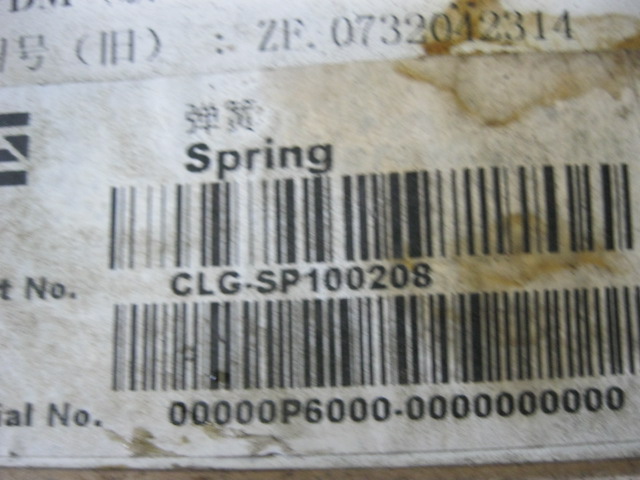 号（旧）：ZF. 0732042314
弹簧
Spring
t No. CLG-SP100208
ial No. 00000P6000-0000000000